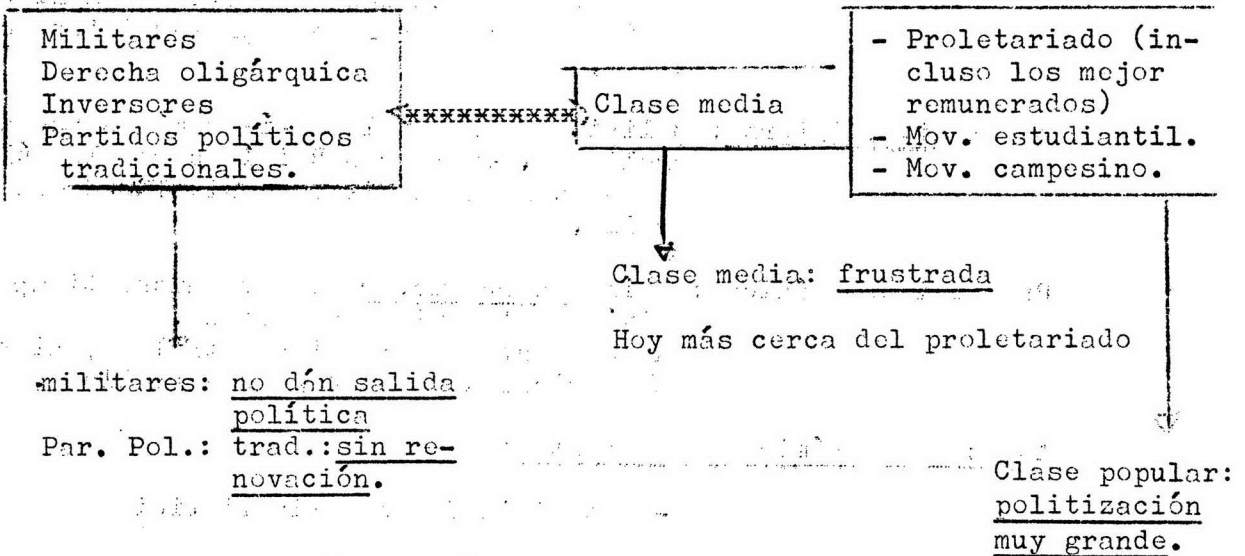 Militares
Derecha oligárquica
Inversores
Partidos políticos
tradicionales.
xxxxxxxxxx
Clase media
- Proletariado (in-
cluso los mejor
remunerados)
- Mov. estudiantil.
- Mov. campesino.
Clase media: frustrada
Hoy más cerca del proletariado
militares: no dán salida
política
Par. Pol.: trad.:sin re-
novación.
Clase popular:
politización
muy grande.